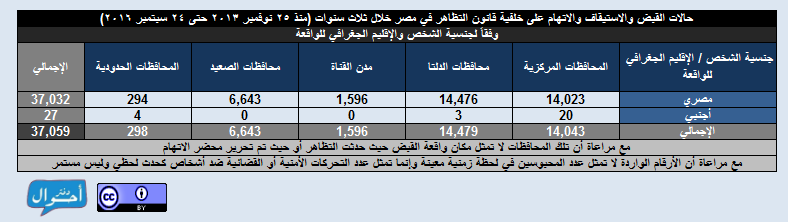 حالات القبض والاستيقاف والاتهام على خلفية قانون التظاهر في مصر خلال ثلاث سنوات (منذ ٢٥ نوفمبر ٢٠١٣ حتى ٢٤ سبتمبر ٢٠١٦)
وفقاً لجنسية الشخص والإقليم الجغرافي للواقعة
جنسية الشخص / الإقليم الجغرافي للواقعة المحافظات المركزية محافظات الدلتا مدن القناة محافظات الصعيد المحافظات الحدودية الإجمالي
مصري 14,023 14,476 1,596 6,643 294 37,032
أجنبي 20 3 0 0 4 27
الإجمالي 14,043 14,479 1,596 6,643 298 37,059
مع مراعاة أن تلك المحافظات لا تمثل مكان واقعة القبض حيث حدثت التظاهر أو حيث تم تحرير محضر الاتهام
مع مراعاة أن الأرقام الواردة لا تمثل عدد المحبوسين في لحظة زمنية معينة وإنما تمثل عدد التحركات الأمنية أو القضائية ضد أشخاص كحدث لحظي وليس مستمر
دفتر أحوال
cc BY